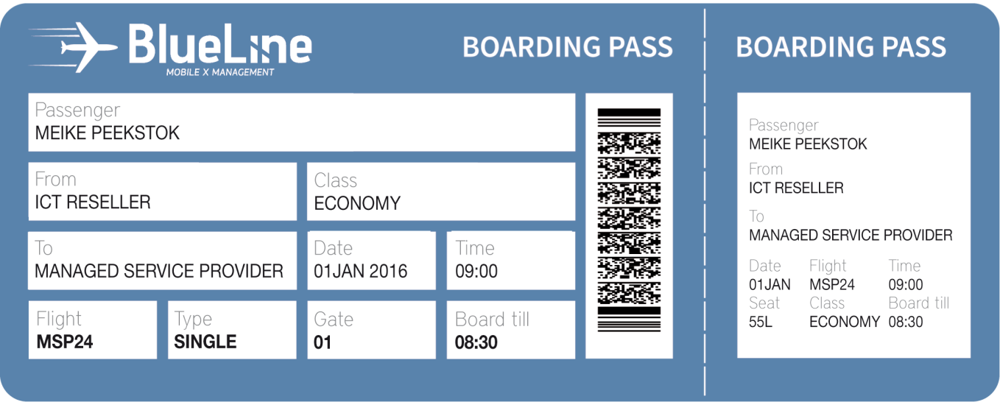 BlueLine
MOBILE X MANAGEMENT
BOARDING PASS
Passenger
MEIKE PEEKSTOK
From
ICT RESELLER
Class
ECONOMY
To
MANAGED SERVICE PROVIDER
Date
01JAN 2016
Time
09:00
Flight
MSP24
Type
SINGLE
Gate
01
Board till
08:30
BOARDING PASS
Passenger
MEIKE PEEKSTOK
From
ICT RESELLER
To
MANAGED SERVICE PROVIDER
Date Flight Time
01JAN MSP24 09:00
Seat Class Board till
55L ECONOMY 08:30